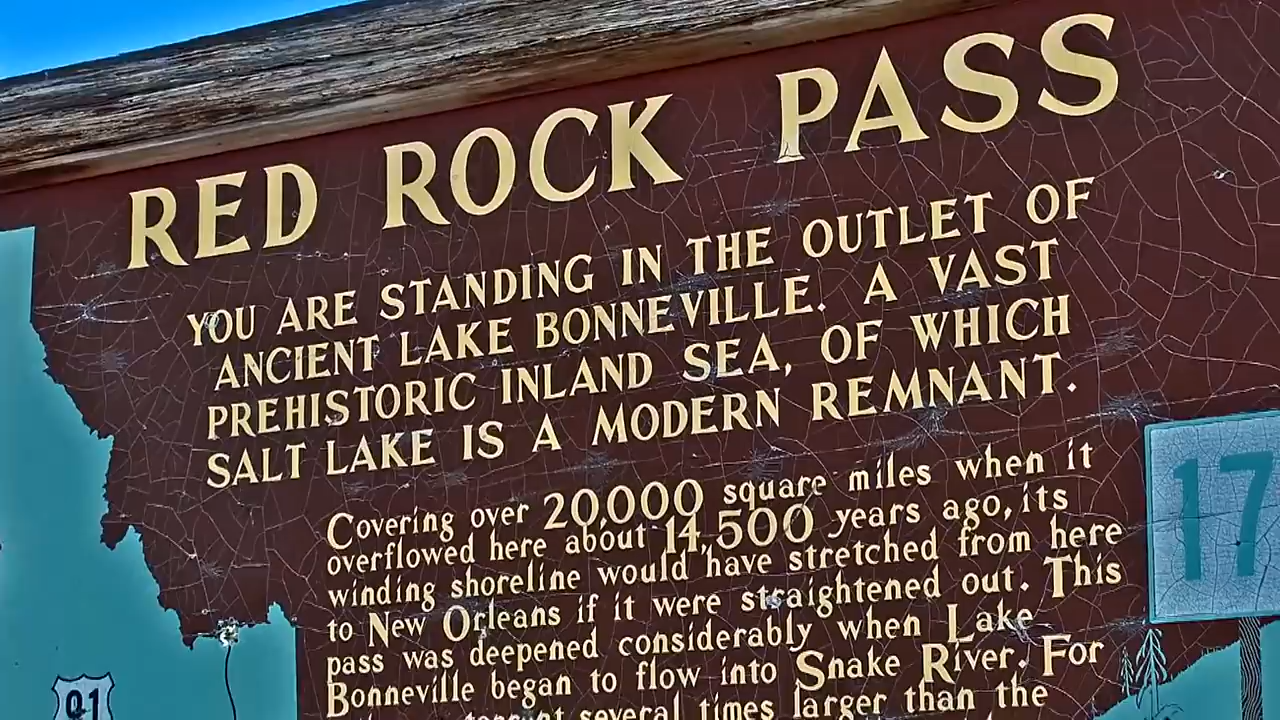 RED ROCK PASS
YOU ARE STANDING IN THE OUTLET OF
ANCIENT LAKE BONNEVILLE. A VAST
PREHISTORIC INLAND SEA, OF WHICH
SALT LAKE IS A MODERN REMNANT.
Covering over 20,000 square miles when it
overflowed here about 14,500 years ago, its
winding shoreline would have stretched from here
to New Orleans if it were straightened out. This
pass was deepened considerably when Lake
Bonneville began to flow into Snake River. For
torrent several times larger than the
17
91